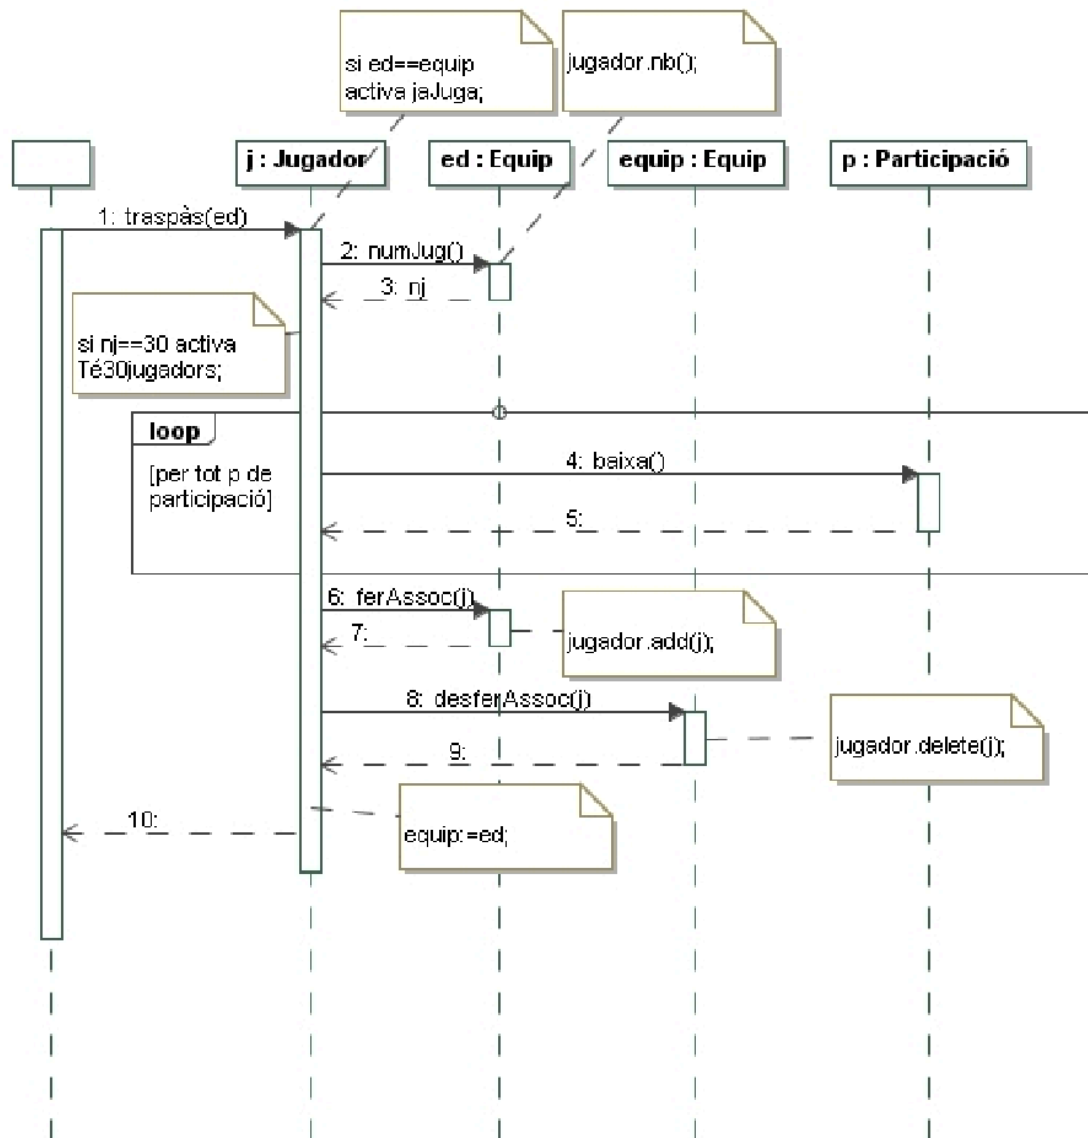 si ed==equip
activa jaJuga;
jugador.nb();
j : Jugador
ed : Equip
equip : Equip
p : Participació
1: traspàs(ed)
2: numJug()
3: nj
si nj==30 activa
Té30jugadors;
loop
[per tot p de
participació]
4: baixa()
5:
6: ferAssoc(j)
7:
jugador.add(j);
8: desferAssoc(j)
jugador.delete(j);
9:
10:
equip:=ed;